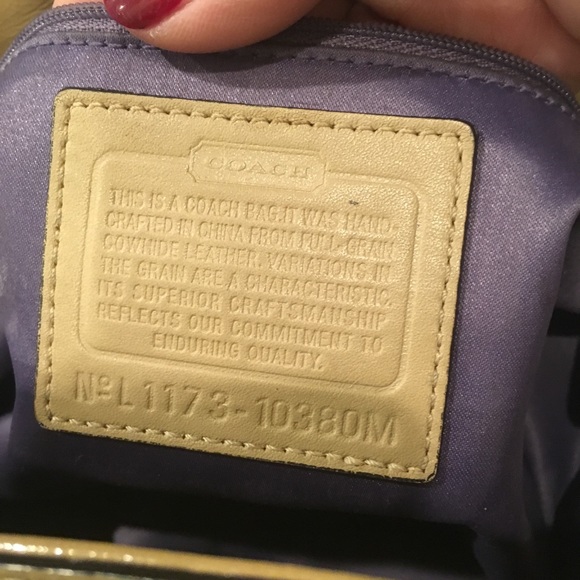 COACH
THIS IS A COACH BAG.IT WAS HAND-
CRAFTED IN CHINA FROM FULL-GRAIN
COWHIDE LEATHER. VARIATIONS IN
THE GRAIN ARE A CHARACTERISTIC.
ITS SUPERIOR CRAFTSMANSHIP
REFLECTS OUR COMMITMENT TO
ENDURING QUALITY.
Nº L1173-10380M